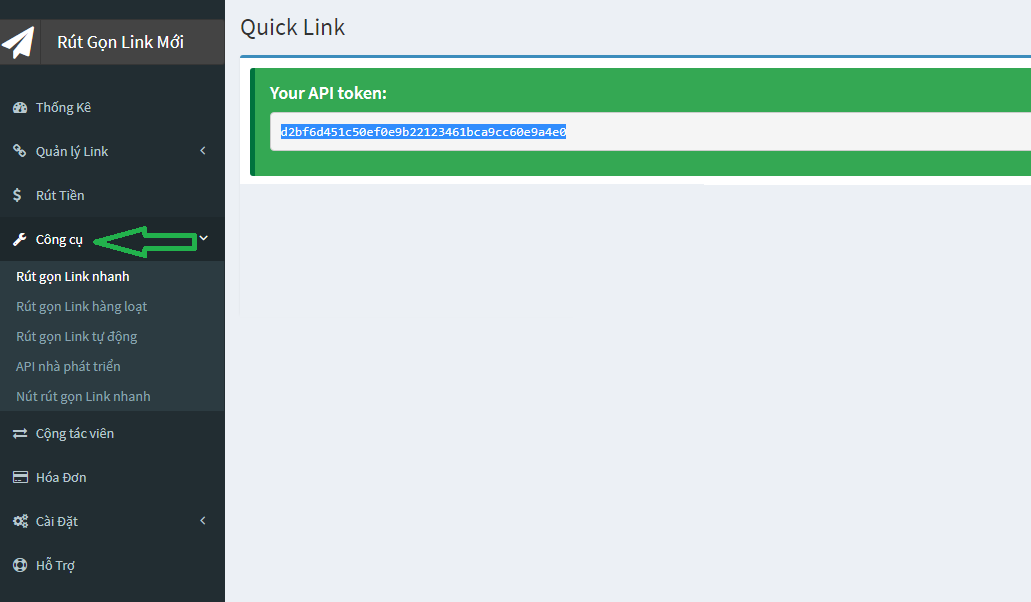 Rút Gọn Link Mới
Thống Kê
Quản lý Link
Rút Tiền
Công cụ
Rút gọn Link nhanh
Rút gọn Link hàng loạt
Rút gọn Link tự động
API nhà phát triển
Nút rút gọn Link nhanh
Cộng tác viên
Hóa Đơn
Cài Đặt
Hỗ Trợ
Quick Link
Your API token:
d2bf6d451c50ef0e9b22123461bca9cc60e9a4e0